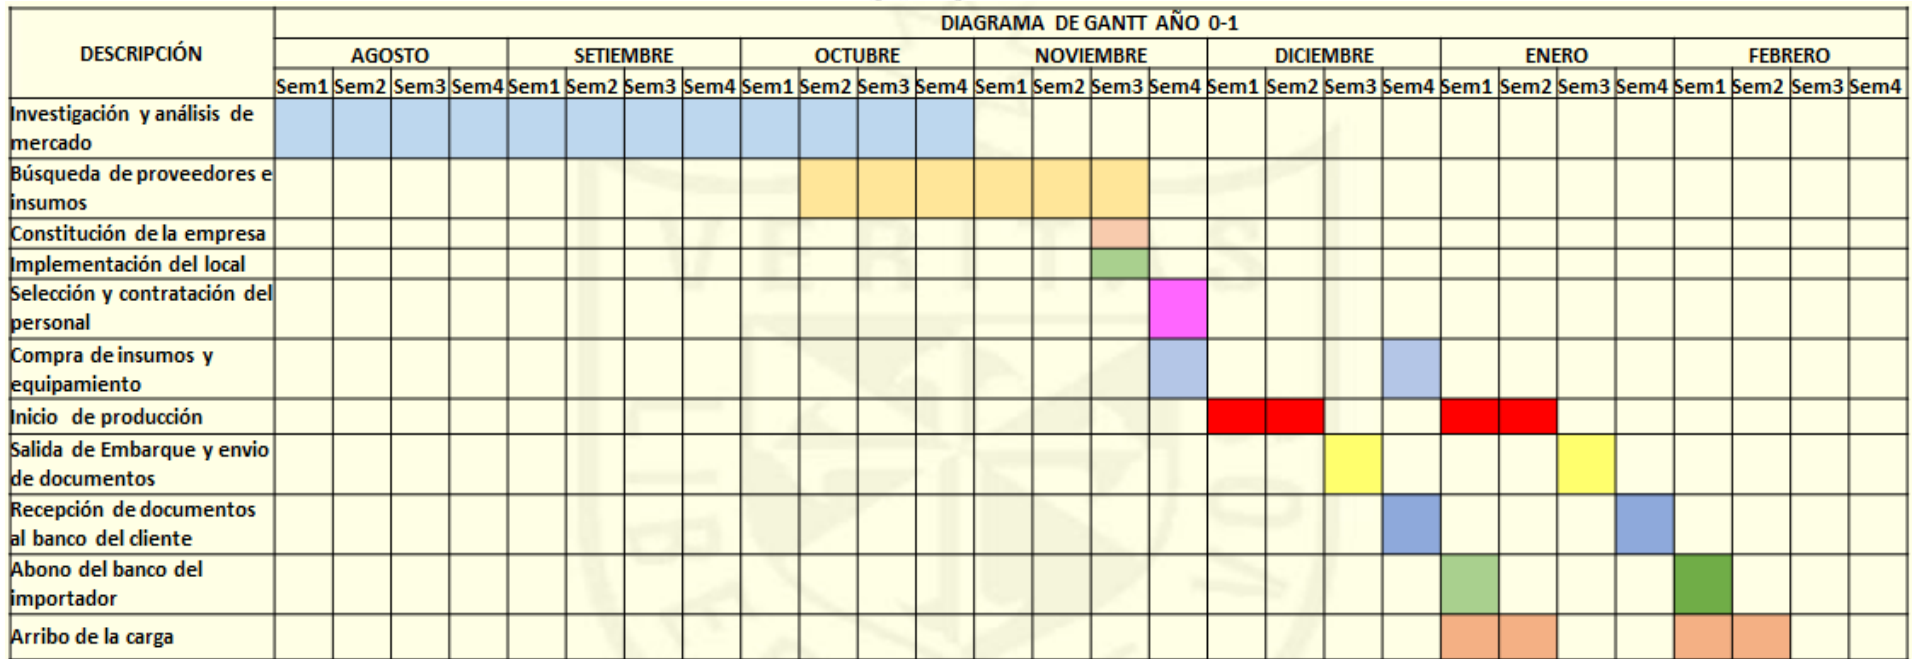 DIAGRAMA DE GANTT AÑO 0-1
DESCRIPCIÓN
AGOSTO SETIEMBRE OCTUBRE NOVIEMBRE DICIEMBRE ENERO FEBRERO
Sem1 Sem2 Sem3 Sem4 Sem1 Sem2 Sem3 Sem4 Sem1 Sem2 Sem3 Sem4 Sem1 Sem2 Sem3 Sem4 Sem1 Sem2 Sem3 Sem4 Sem1 Sem2 Sem3 Sem4 Sem1 Sem2 Sem3 Sem4
Investigación y análisis de
mercado
Búsqueda de proveedores e
insumos
Constitución de la empresa
Implementación del local
Selección y contratación del
personal
Compra de insumos y
equipamiento
Inicio de producción
Salida de Embarque y envio
de documentos
Recepción de documentos
al banco del cliente
Abono del banco del
importador
Arribo de la carga
VERITAS